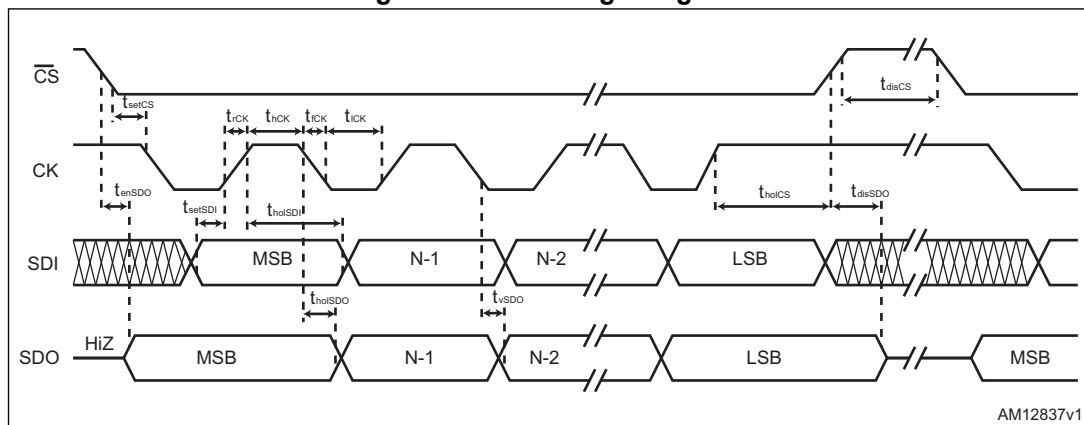 CS
tsetCS
tdisCS
trCK
thCK
tfCK
tlCK
CK
tenSDO
tsetSDI
tholSDI
tholCS
tdisSDO
SDI
MSB
N-1
N-2
LSB
tholSDO
tvSDO
HiZ
SDO
MSB
N-1
N-2
LSB
MSB
AM12837v1